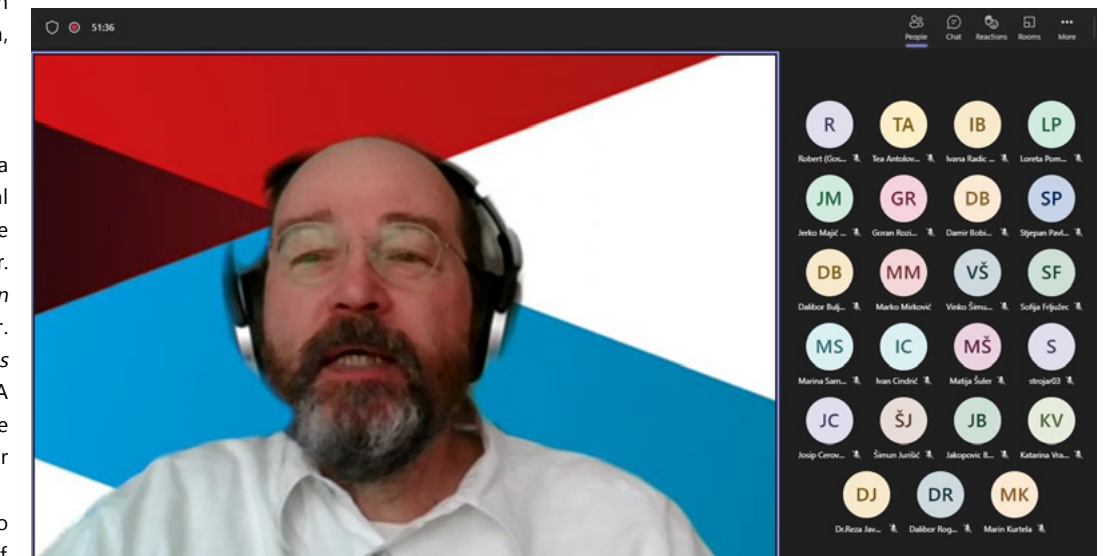 51:36
People Chat Reactions Rooms More
R TA IB LP
Robert (Gos... Tea Antolov... Ivana Radic ... Loreta Pom...
JM GR DB SP
Jerko Majić ... Goran Rozi... Damir Bobi... Stjepan Pavl...
DB MM VŠ SF
Dalibor Bulj... Marko Mirković Vinko Šimu... Sofija Frljužec
MS IC MŠ S
Marina Sam... Ivan Cindrić Matija Šuler strojar03
JC ŠJ JB KV
Josip Cerov... Šimun Jurišić Jakopovic B... Katarina Vra...
DJ DR MK
Dr.Reza Jav... Dalibor Rog... Marin Kurtela